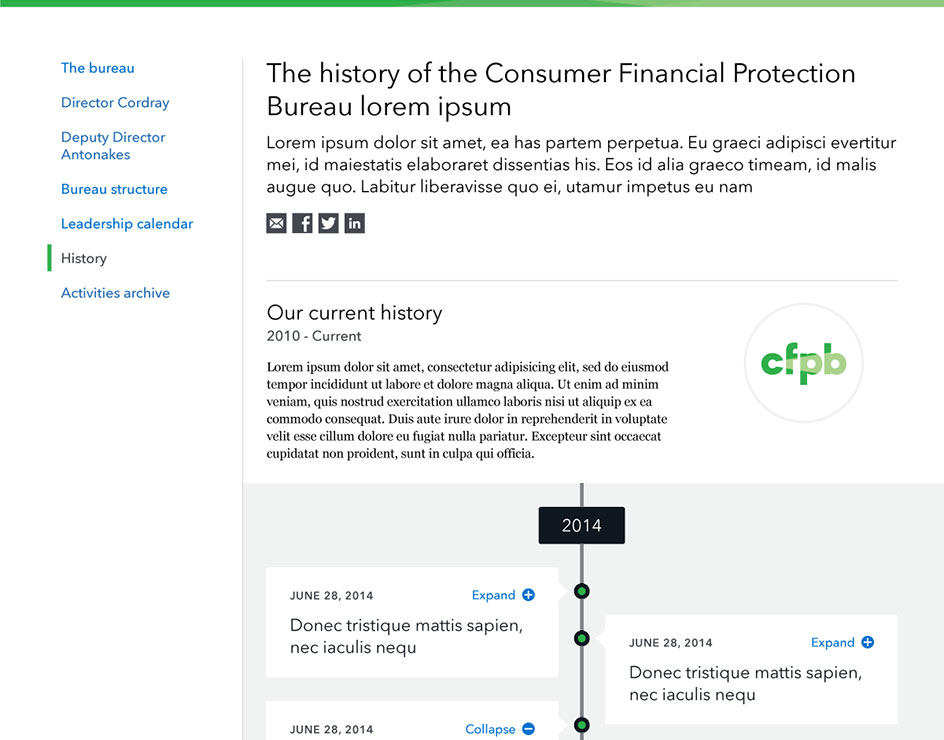 The bureau
Director Cordray
Deputy Director
Antonakes
Bureau structure
Leadership calendar
History
Activities archive
The history of the Consumer Financial Protection
Bureau lorem ipsum
Lorem ipsum dolor sit amet, ea has partem perpetua. Eu graeci adipisci evertitur
mei, id maiestatis elaboraret dissentias his. Eos id alia graeco timeam, id malis
augue quo. Labitur liberavisse quo ei, utamur impetus eu nam
f
in
Our current history
2010 - Current
Lorem ipsum dolor sit amet, consectetur adipisicing elit, sed do eiusmod
tempor incididunt ut labore et dolore magna aliqua. Ut enim ad minim
veniam, quis nostrud exercitation ullamco laboris nisi ut aliquip ex ea
commodo consequat. Duis aute irure dolor in reprehenderit in voluptate
velit esse cillum dolore eu fugiat nulla pariatur. Excepteur sint occaecat
cupidatat non proident, sunt in culpa qui officia.
cfpb
2014
JUNE 28, 2014
Expand
Donec tristique mattis sapien,
nec iaculis nequ
JUNE 28, 2014
Expand
Donec tristique mattis sapien,
nec iaculis nequ
JUNE 28, 2014
Collapse